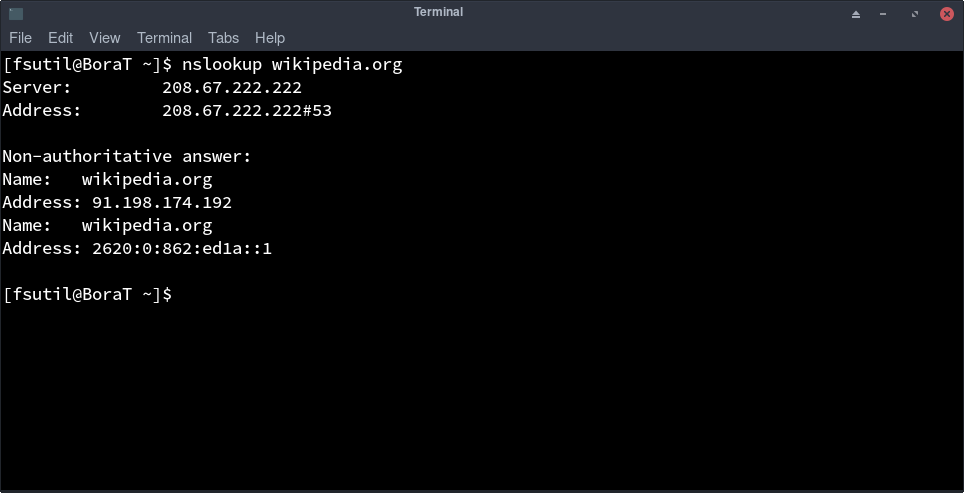 Terminal
File Edit View Terminal Tabs Help
[fsutil@BoraT ~]$ nslookup wikipedia.org
Server:         208.67.222.222
Address:        208.67.222.222#53

Non-authoritative answer:
Name:   wikipedia.org
Address: 91.198.174.192
Name:   wikipedia.org
Address: 2620:0:862:ed1a::1

[fsutil@BoraT ~]$